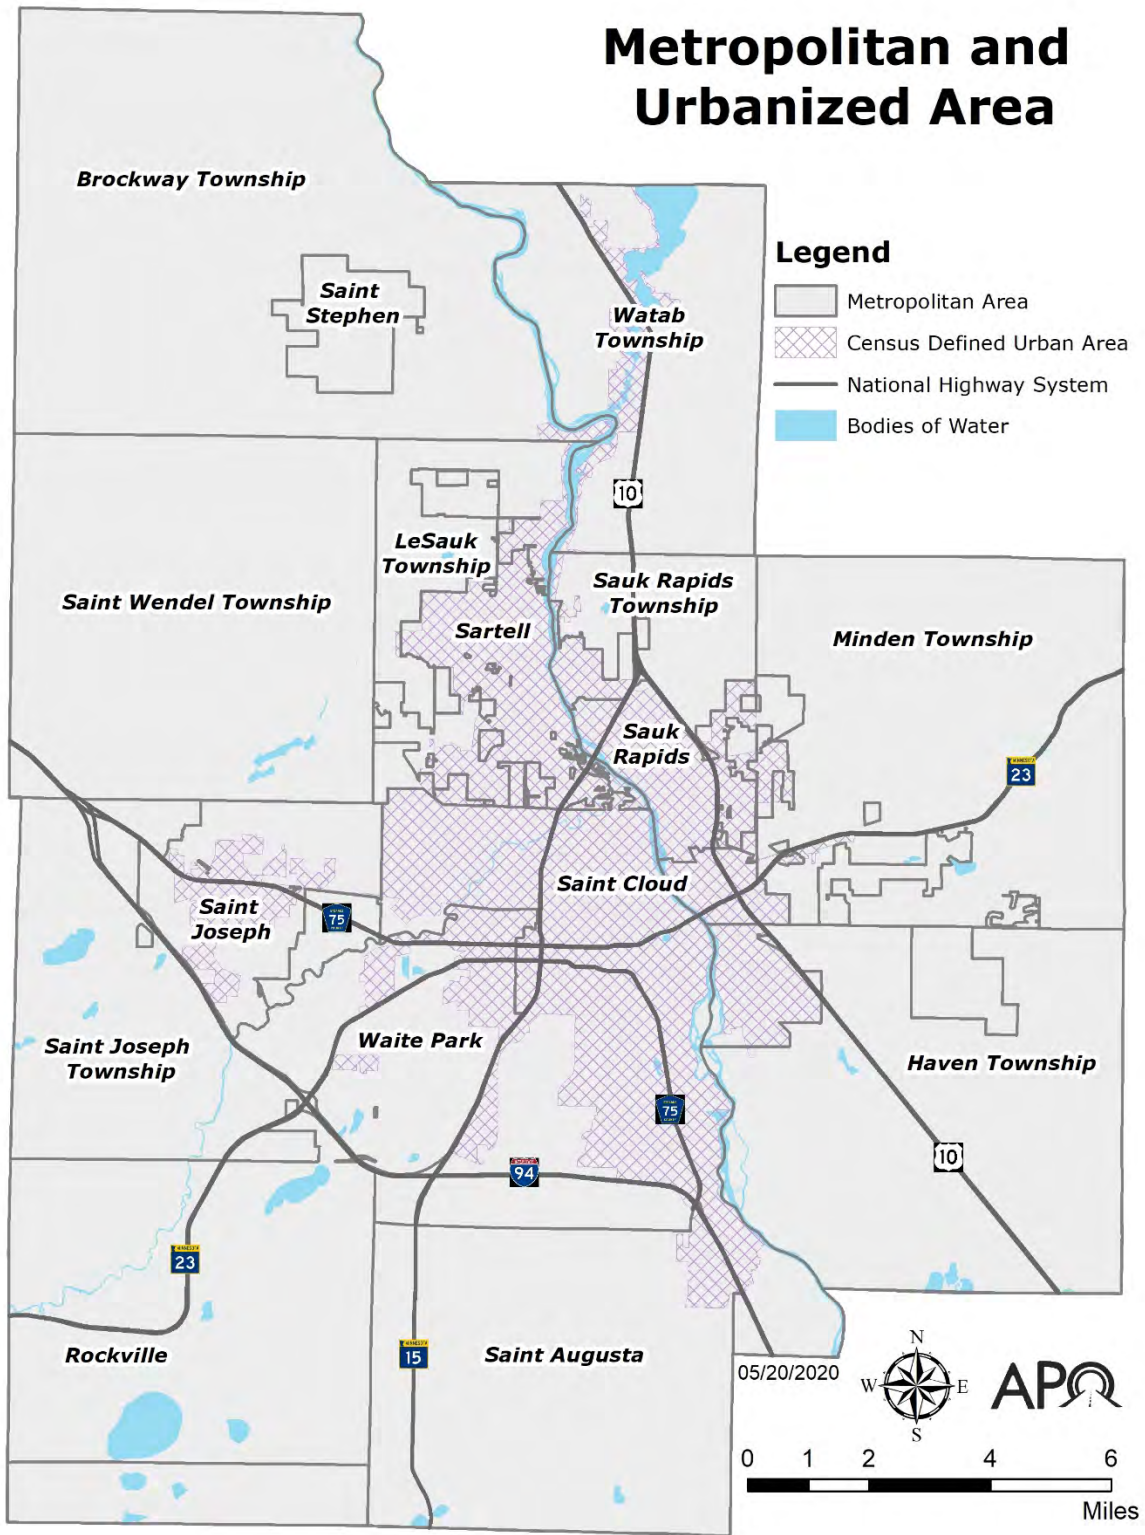 Metropolitan and
Urbanized Area
Brockway Township
Legend
Metropolitan Area
Census Defined Urban Area
National Highway System
Bodies of Water
Saint
Stephen
Watab
Township
10
LeSauk
Township
Sauk Rapids
Township
Saint Wendel Township
Sartell
Minden Township
Sauk
Rapids
23
Saint Cloud
Saint
Joseph
75
Waite Park
Saint Joseph
Township
Haven Township
75
10
94
23
15
Rockville
Saint Augusta
05/20/2020
N
W
E
S
APO
0 1 2 4 6
Miles